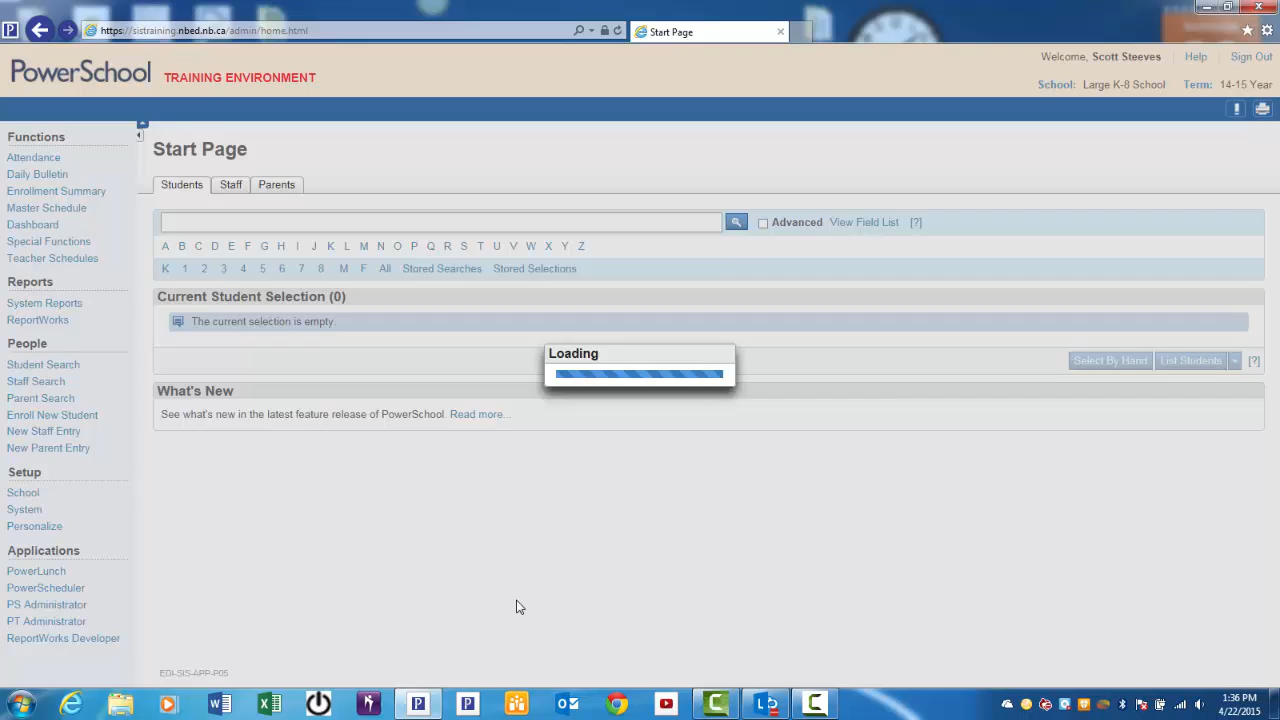 https://sistraining.nbed.nb.ca/admin/home.html
Start Page
PowerSchool TRAINING ENVIRONMENT
Welcome, Scott Steeves Help Sign Out
School: Large K-8 School Term: 14-15 Year
Functions
Attendance
Daily Bulletin
Enrollment Summary
Master Schedule
Dashboard
Special Functions
Teacher Schedules
Reports
System Reports
ReportWorks
People
Student Search
Staff Search
Parent Search
Enroll New Student
New Staff Entry
New Parent Entry
Setup
School
System
Personalize
Applications
PowerLunch
PowerScheduler
PS Administrator
PT Administrator
ReportWorks Developer
Start Page
Students Staff Parents
Advanced View Field List [?]
A B C D E F G H I J K L M N O P Q R S T U V W X Y Z
K 1 2 3 4 5 6 7 8 M F All Stored Searches Stored Selections
Current Student Selection (0)
The current selection is empty.
Loading
Select By Hand List Students [?]
What's New
See what's new in the latest feature release of PowerSchool. Read more...
EDI-SIS-APP-P05
1:36 PM
4/22/2015